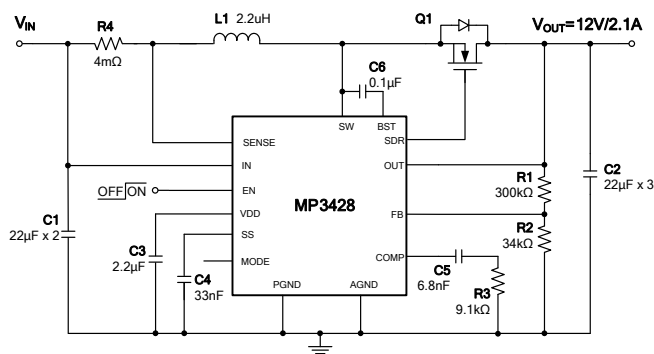 VIN
R4
4mΩ
L1 2.2uH
Q1
VOUT=12V/2.1A
C6
0.1µF
SW
BST
SENSE
SDR
IN
OUT
OFF ON
EN
MP3428
R1
300kΩ
C2
22µF x 3
VDD
FB
C1
22µF x 2
SS
R2
34kΩ
C3
2.2µF
MODE
COMP
C4
33nF
C5
6.8nF
PGND
AGND
R3
9.1kΩ